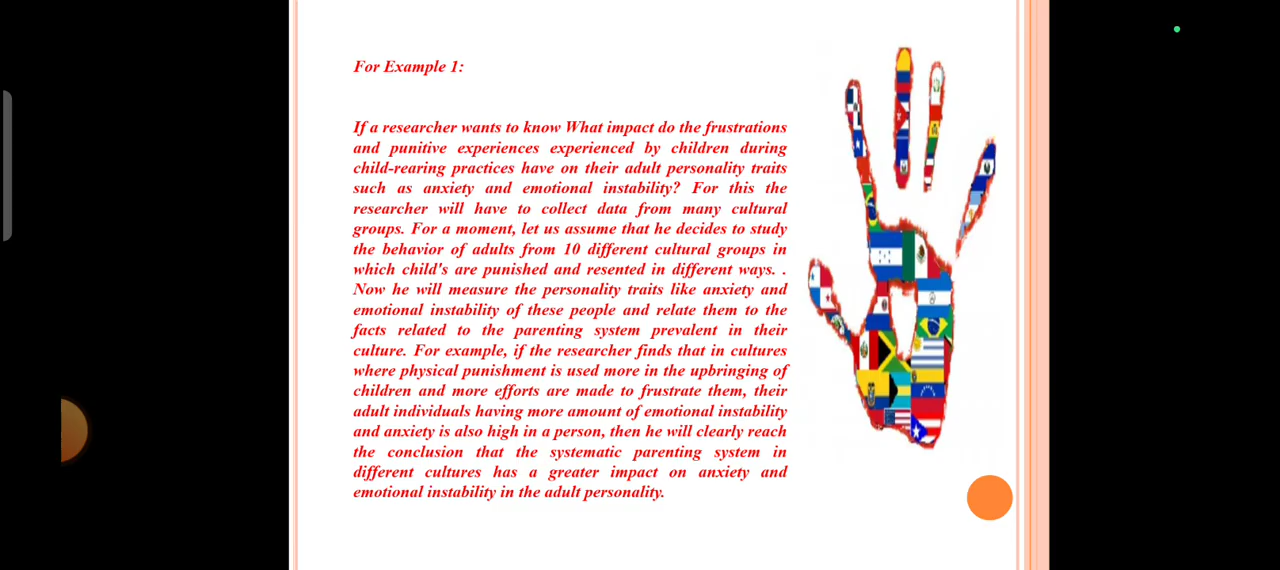 For Example 1:
If a researcher wants to know What impact do the frustrations
and punitive experiences experienced by children during
child-rearing practices have on their adult personality traits
such as anxiety and emotional instability? For this the
researcher will have to collect data from many cultural
groups. For a moment, let us assume that he decides to study
the behavior of adults from 10 different cultural groups in
which child's are punished and resented in different ways. .
Now he will measure the personality traits like anxiety and
emotional instability of these people and relate them to the
facts related to the parenting system prevalent in their
culture. For example, if the researcher finds that in cultures
where physical punishment is used more in the upbringing of
children and more efforts are made to frustrate them, their
adult individuals having more amount of emotional instability
and anxiety is also high in a person, then he will clearly reach
the conclusion that the systematic parenting system in
different cultures has a greater impact on anxiety and
emotional instability in the adult personality.